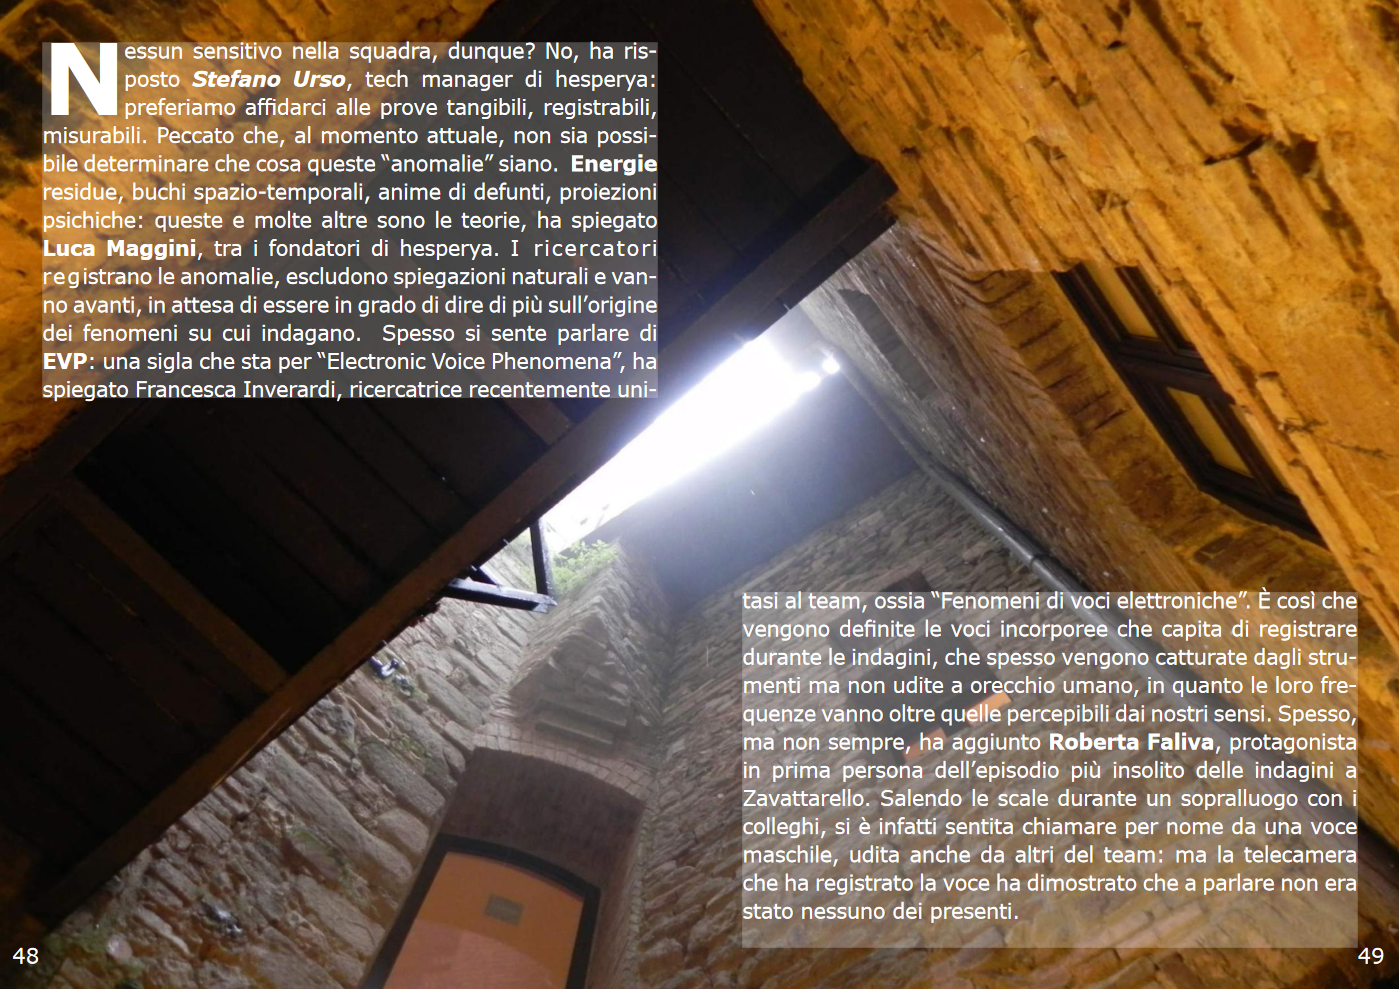 Nessun sensitivo nella squadra, dunque? No, ha ris-
posto Stefano Urso, tech manager di hesperya:
preferiamo affidarci alle prove tangibili, registrabili,
misurabili. Peccato che, al momento attuale, non sia possi-
bile determinare che cosa queste “anomalie” siano. Energie
residue, buchi spazio-temporali, anime di defunti, proiezioni
psichiche: queste e molte altre sono le teorie, ha spiegato
Luca Maggini, tra i fondatori di hesperya. I ricercatori
registrano le anomalie, escludono spiegazioni naturali e van-
no avanti, in attesa di essere in grado di dire di più sull’origine
dei fenomeni su cui indagano. Spesso si sente parlare di
EVP: una sigla che sta per “Electronic Voice Phenomena”, ha
spiegato Francesca Inverardi, ricercatrice recentemente uni-
tasi al team, ossia “Fenomeni di voci elettroniche”. È così che
vengono definite le voci incorporee che capita di registrare
durante le indagini, che spesso vengono catturate dagli stru-
menti ma non udite a orecchio umano, in quanto le loro fre-
quenze vanno oltre quelle percepibili dai nostri sensi. Spesso,
ma non sempre, ha aggiunto Roberta Faliva, protagonista
in prima persona dell’episodio più insolito delle indagini a
Zavattarello. Salendo le scale durante un sopralluogo con i
colleghi, si è infatti sentita chiamare per nome da una voce
maschile, udita anche da altri del team: ma la telecamera
che ha registrato la voce ha dimostrato che a parlare non era
stato nessuno dei presenti.
48
49